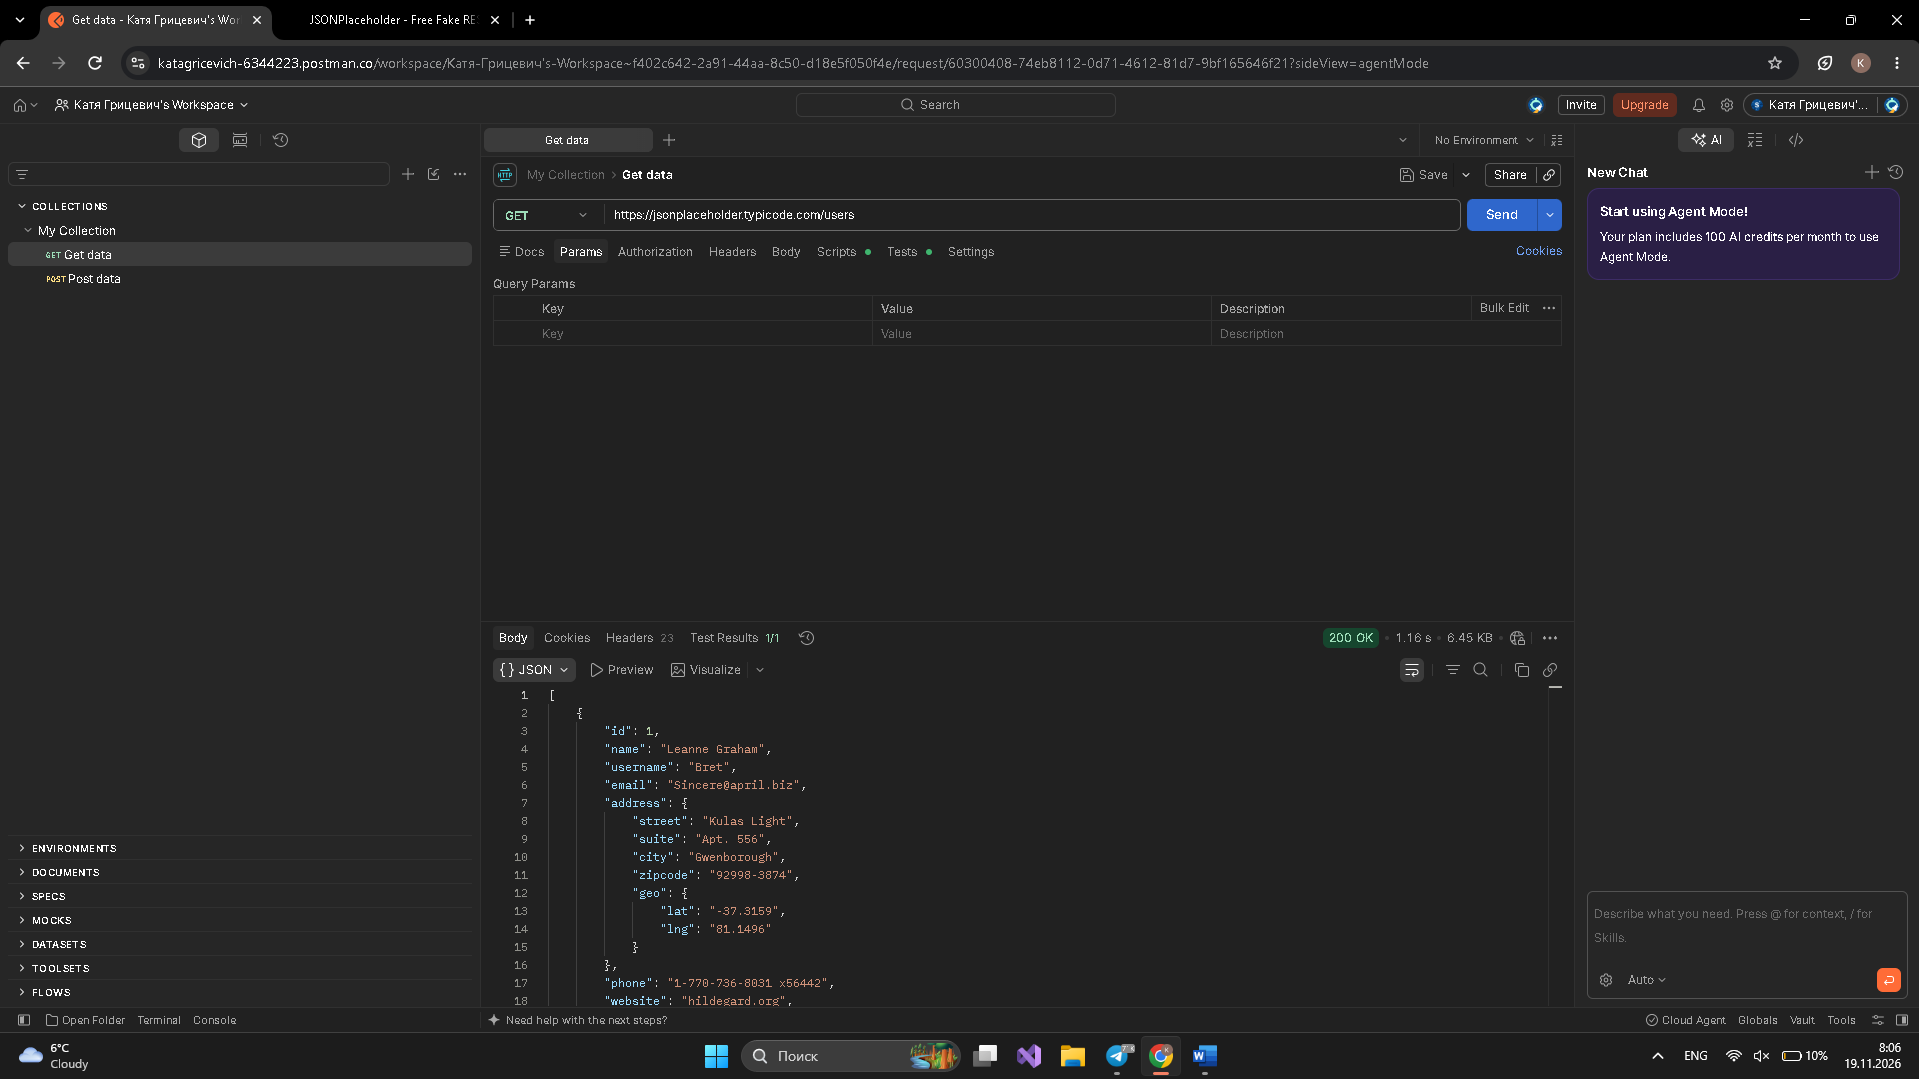 Get data - Катя Грицевич's Wor
JSONPlaceholder - Free Fake RE
katagricevich-6344223.postman.co/workspace/Катя-Грицевич's-Workspace~f402c642-2a91-44aa-8c50-d18e5f050f4e/request/60300408-74eb8112-0d71-4612-81d7-9bf165646f21?sideView=agentMode
K
Катя Грицевич's Workspace
Search
Invite
Upgrade
Катя Грицевич'...
Get data
No Environment
AI
My Collection > Get data
Save
Share
New Chat
COLLECTIONS
My Collection
GET Get data
POST Post data
GET
https://jsonplaceholder.typicode.com/users
Send
Start using Agent Mode!
Your plan includes 100 AI credits per month to use
Agent Mode.
Docs Params Authorization Headers Body Scripts Tests Settings
Cookies
Query Params
Key Value Description Bulk Edit
Key Value Description
Body Cookies Headers 23 Test Results 1/1
200 OK • 1.16 s • 6.45 KB
{} JSON Preview Visualize
1 [
2 {
3 "id": 1,
4 "name": "Leanne Graham",
5 "username": "Bret",
6 "email": "Sincere@april.biz",
7 "address": {
8 "street": "Kulas Light",
9 "suite": "Apt. 556",
10 "city": "Gwenborough",
11 "zipcode": "92998-3874",
12 "geo": {
13 "lat": "-37.3159",
14 "lng": "81.1496"
15 }
16 },
17 "phone": "1-770-736-8031 x56442",
18 "website": "hildegard.org",
ENVIRONMENTS
DOCUMENTS
SPECS
MOCKS
DATASETS
TOOLSETS
FLOWS
Describe what you need. Press @ for context, / for
Skills.
Auto
Open Folder Terminal Console
Need help with the next steps?
Cloud Agent Globals Vault Tools
6°C
Cloudy
Поиск
ENG
10%
8:06
19.11.2026